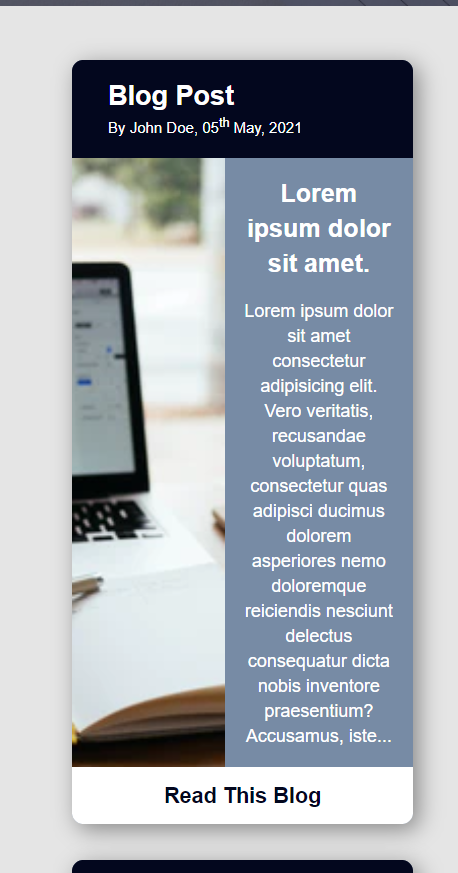 Blog Post
By John Doe, 05th May, 2021
Lorem
ipsum dolor
sit amet.
Lorem ipsum dolor
sit amet
consectetur
adipisicing elit.
Vero veritatis,
recusandae
voluptatum,
consectetur quas
adipisci ducimus
dolorem
asperiores nemo
doloremque
reiciendis nesciunt
delectus
consequatur dicta
nobis inventore
praesentium?
Accusamus, iste...
Read This Blog